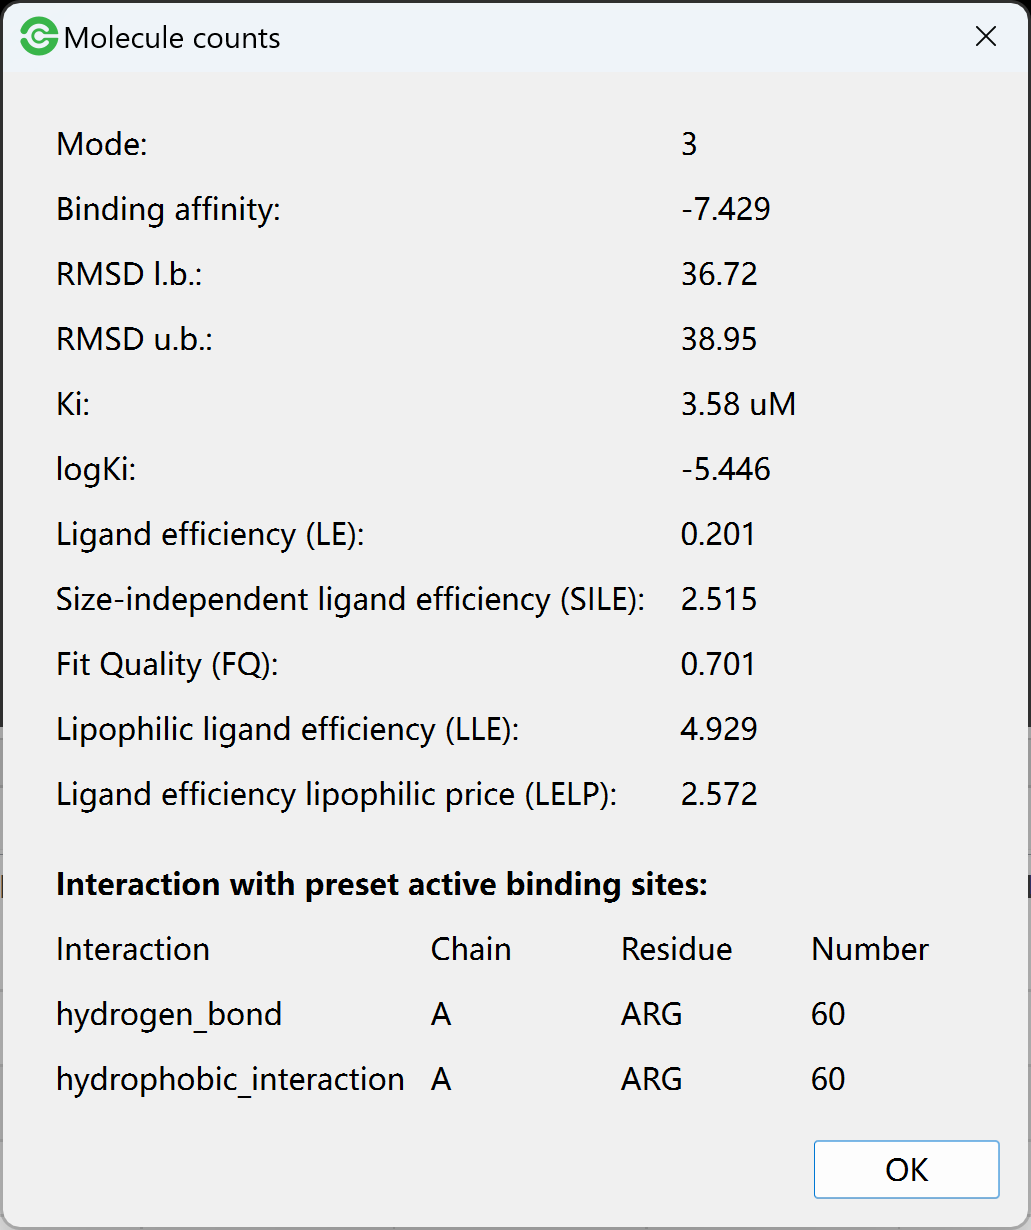 Molecule counts
Mode: 3
Binding affinity: -7.429
RMSD l.b.: 36.72
RMSD u.b.: 38.95
Ki: 3.58 uM
logKi: -5.446
Ligand efficiency (LE): 0.201
Size-independent ligand efficiency (SILE): 2.515
Fit Quality (FQ): 0.701
Lipophilic ligand efficiency (LLE): 4.929
Ligand efficiency lipophilic price (LELP): 2.572
Interaction with preset active binding sites:
Interaction Chain Residue Number
hydrogen_bond A ARG 60
hydrophobic_interaction A ARG 60
OK